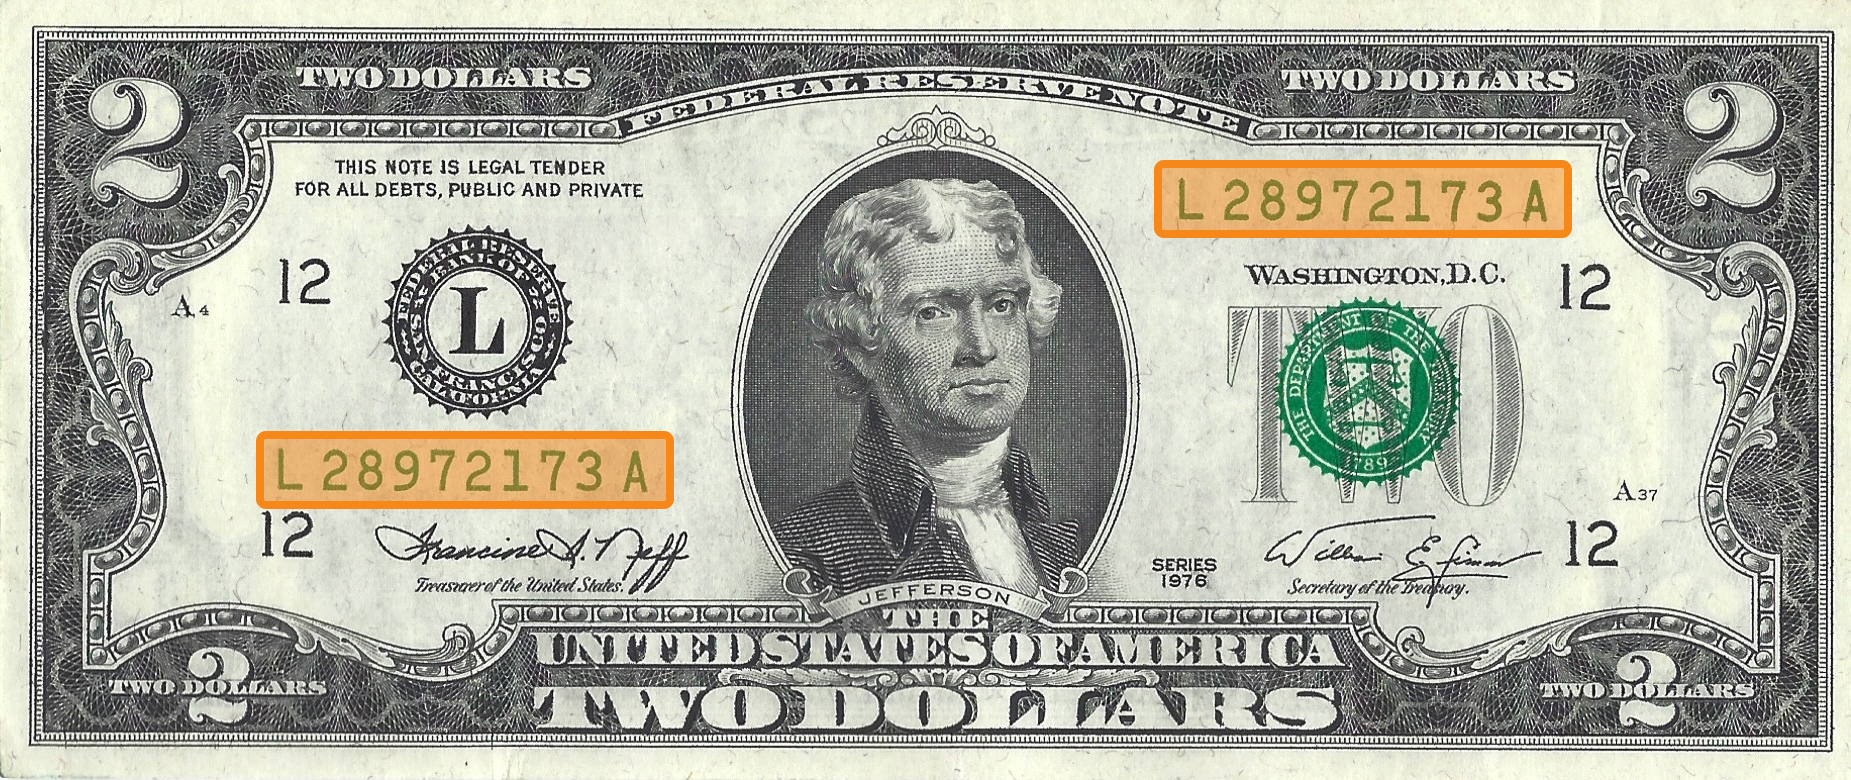 TWO DOLLARS
TWO DOLLARS
2
2
FEDERAL RESERVE NOTE
THIS NOTE IS LEGAL TENDER
FOR ALL DEBTS, PUBLIC AND PRIVATE
L 28972173 A
WASHINGTON, D.C.
12
12
A4
FEDERAL RESERVE BANK OF SAN FRANCISCO CALIFORNIA
L
TWO
THE DEPARTMENT OF THE TREASURY
1789
L 28972173 A
A37
12
12
Francine I. Neff
Treasurer of the United States.
SERIES
1976
William E. Simon
Secretary of the Treasury.
JEFFERSON
THE
UNITED STATES OF AMERICA
TWO DOLLARS
2
TWO DOLLARS
2
TWO DOLLARS